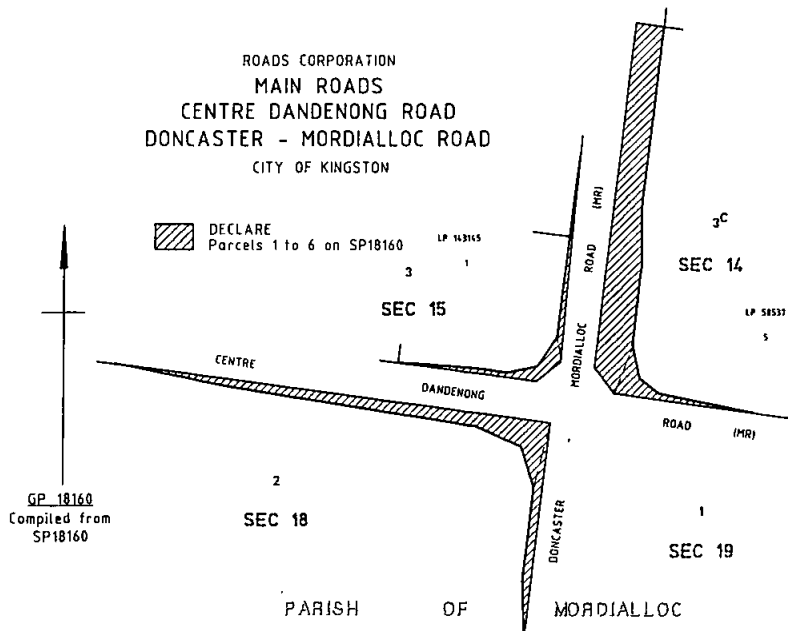 ROADS CORPORATION
MAIN ROADS
CENTRE DANDENONG ROAD
DONCASTER - MORDIALLOC ROAD
CITY OF KINGSTON
DECLARE
Parcels 1 to 6 on SP18160
LP 143145
1
3
SEC 15
3C
SEC 14
LP 58537
5
MORDIALLOC ROAD (MR)
CENTRE
DANDENONG
ROAD (MR)
2
SEC 18
DONCASTER
1
SEC 19
GP 18160
Compiled from
SP18160
PARISH OF MORDIALLOC